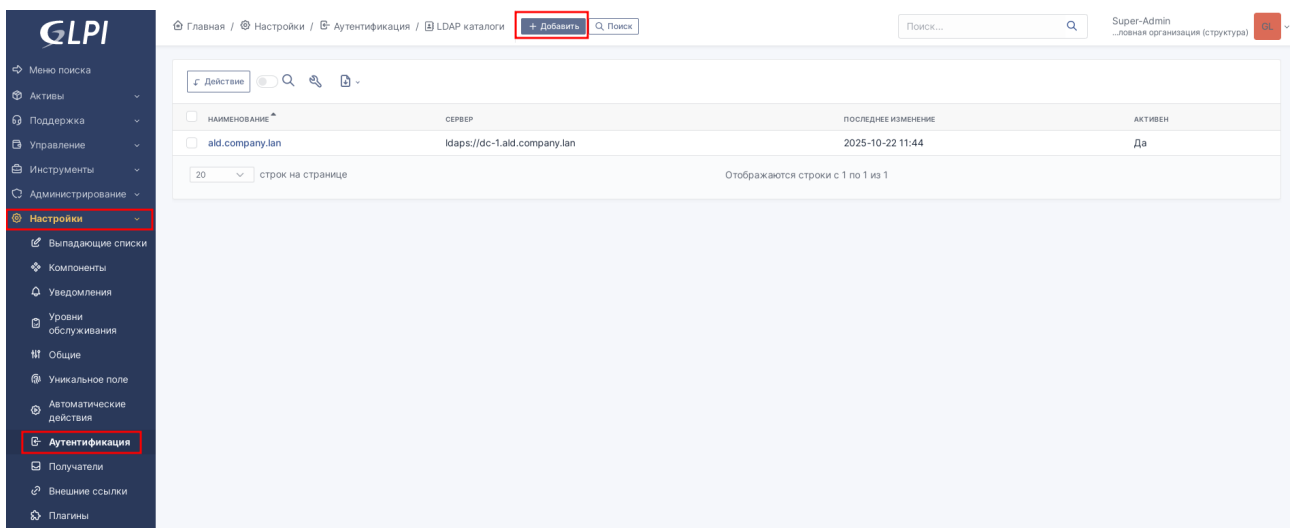 GLPI
Главная / Настройки / Аутентификация / LDAP каталоги + Добавить Поиск
Поиск...
Super-Admin
...ловная организация (структура)
GL
Меню поиска
Активы
Поддержка
Управление
Инструменты
Администрирование
Настройки
Выпадающие списки
Компоненты
Уведомления
Уровни
обслуживания
Общие
Уникальное поле
Автоматические
действия
Аутентификация
Получатели
Внешние ссылки
Плагины
Действие
НАИМЕНОВАНИЕ СЕРВЕР ПОСЛЕДНЕЕ ИЗМЕНЕНИЕ АКТИВЕН
ald.company.lan ldaps://dc-1.ald.company.lan 2025-10-22 11:44 Да
20 строк на странице Отображаются строки с 1 по 1 из 1